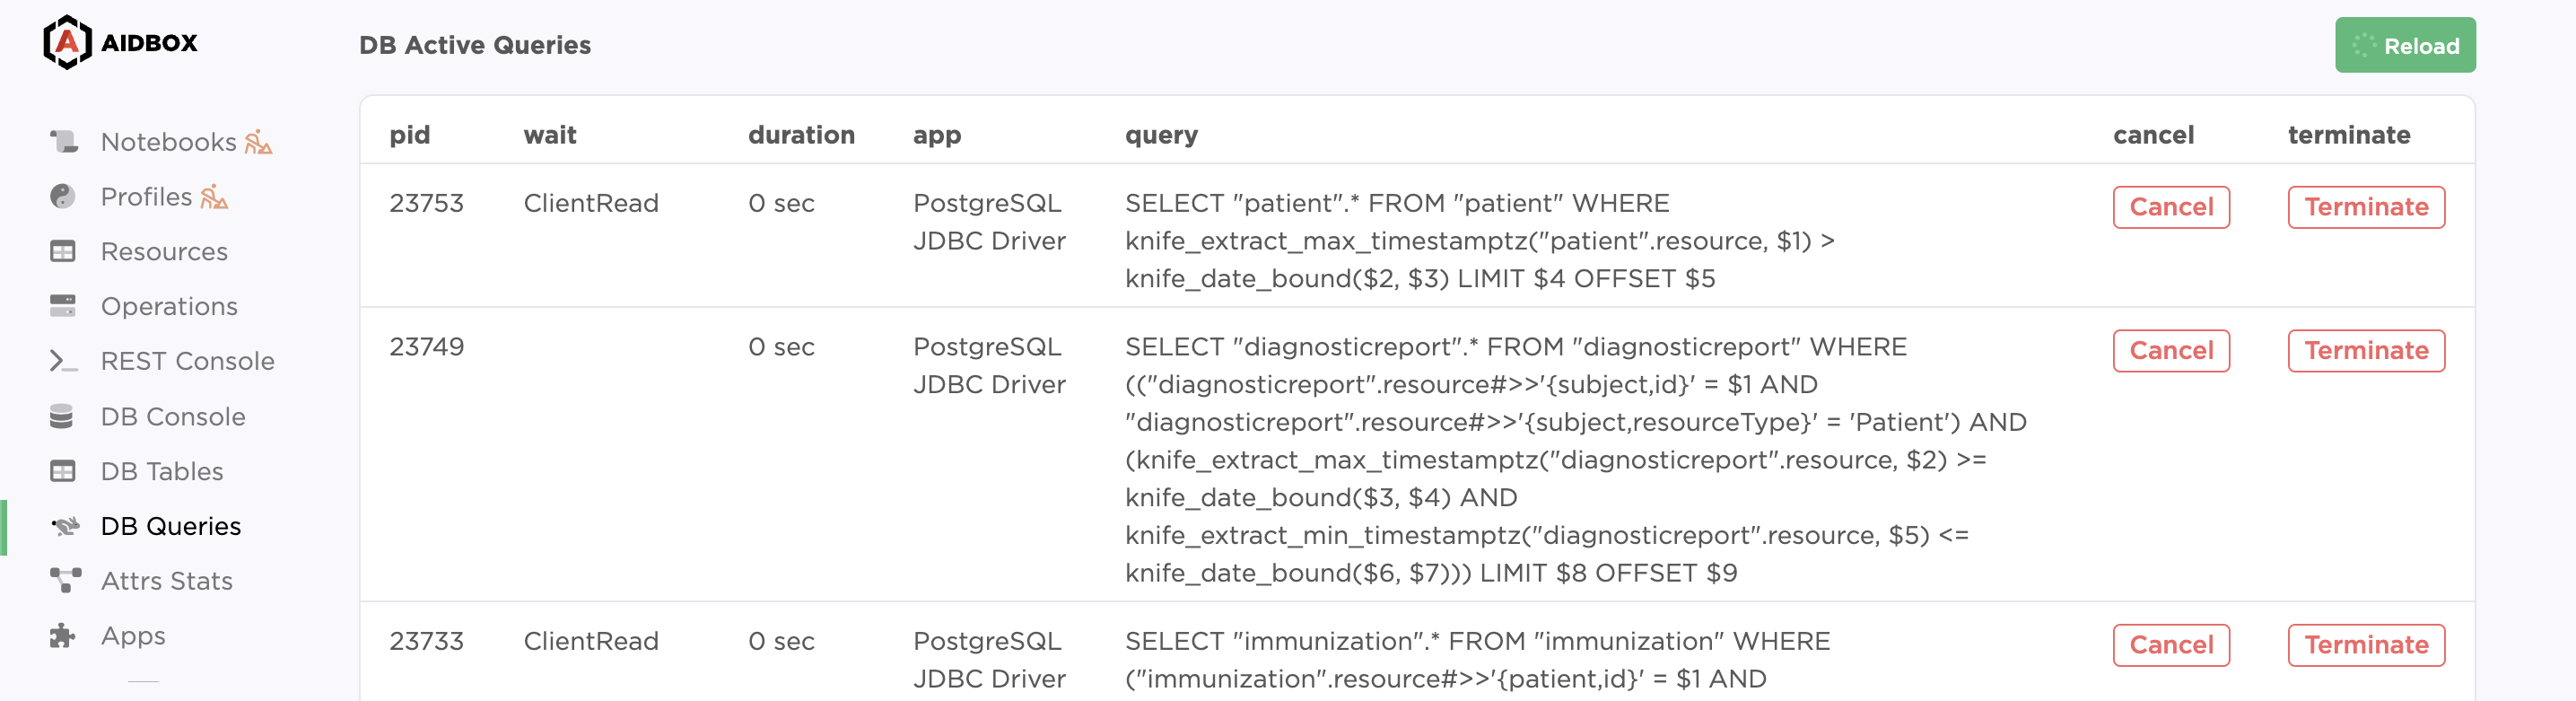 AIDBOX
Notebooks
Profiles
Resources
Operations
REST Console
DB Console
DB Tables
DB Queries
Attrs Stats
Apps
DB Active Queries
Reload
pid wait duration app query cancel terminate
23753 ClientRead 0 sec PostgreSQL SELECT "patient".* FROM "patient" WHERE Cancel Terminate
JDBC Driver knife_extract_max_timestamptz("patient".resource, $1) >
knife_date_bound($2, $3) LIMIT $4 OFFSET $5
23749 0 sec PostgreSQL SELECT "diagnosticreport".* FROM "diagnosticreport" WHERE Cancel Terminate
JDBC Driver (("diagnosticreport".resource#>>'{subject,id}' = $1 AND
"diagnosticreport".resource#>>'{subject,resourceType}' = 'Patient') AND
(knife_extract_max_timestamptz("diagnosticreport".resource, $2) >=
knife_date_bound($3, $4) AND
knife_extract_min_timestamptz("diagnosticreport".resource, $5) <=
knife_date_bound($6, $7))) LIMIT $8 OFFSET $9
23733 ClientRead 0 sec PostgreSQL SELECT "immunization".* FROM "immunization" WHERE Cancel Terminate
JDBC Driver ("immunization".resource#>>'{patient,id}' = $1 AND